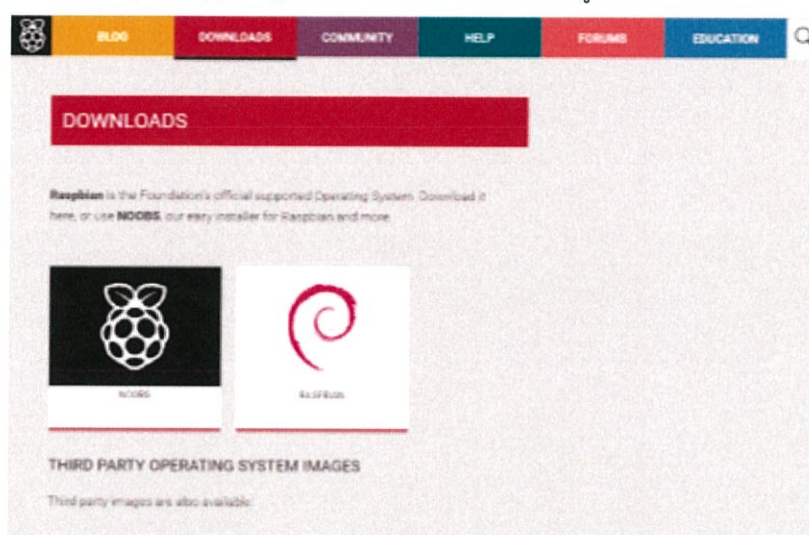 BLOG DOWNLOADS COMMUNITY HELP FORUMS EDUCATION
DOWNLOADS
Raspbian is the Foundation's official supported Operating System. Download it
here, or use NOOBS, our easy installer for Raspbian and more.
NOOBS RASPBIAN
THIRD PARTY OPERATING SYSTEM IMAGES
Third party images are also available: